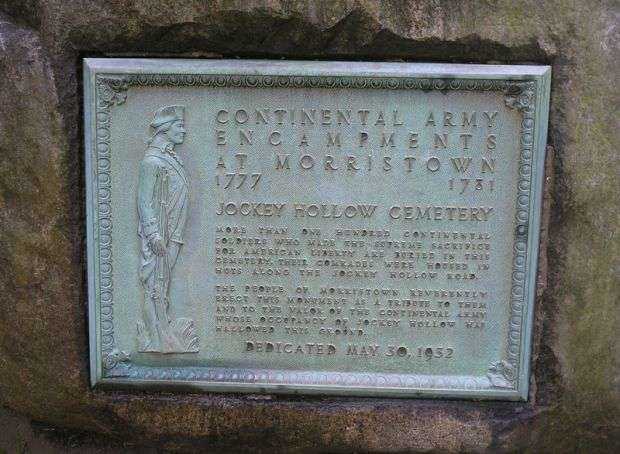 CONTINENTAL ARMY
ENCAMPMENTS
AT MORRISTOWN
1777 1781
JOCKEY HOLLOW CEMETERY
MORE THAN ONE HUNDRED CONTINENTAL
SOLDIERS WHO MADE THE SUPREME SACRIFICE
FOR AMERICAN LIBERTY ARE BURIED IN THIS
CEMETERY. THEIR COMRADES WERE HOUSED IN
HUTS ALONG THE JOCKEY HOLLOW ROAD.
THE PEOPLE OF MORRISTOWN REVERENTLY
ERECT THIS MONUMENT AS A TRIBUTE TO THEM
AND TO THE VALOR OF THE CONTINENTAL ARMY
WHOSE OCCUPANCY OF JOCKEY HOLLOW HAS
HALLOWED THIS GROUND.
DEDICATED MAY 30, 1932